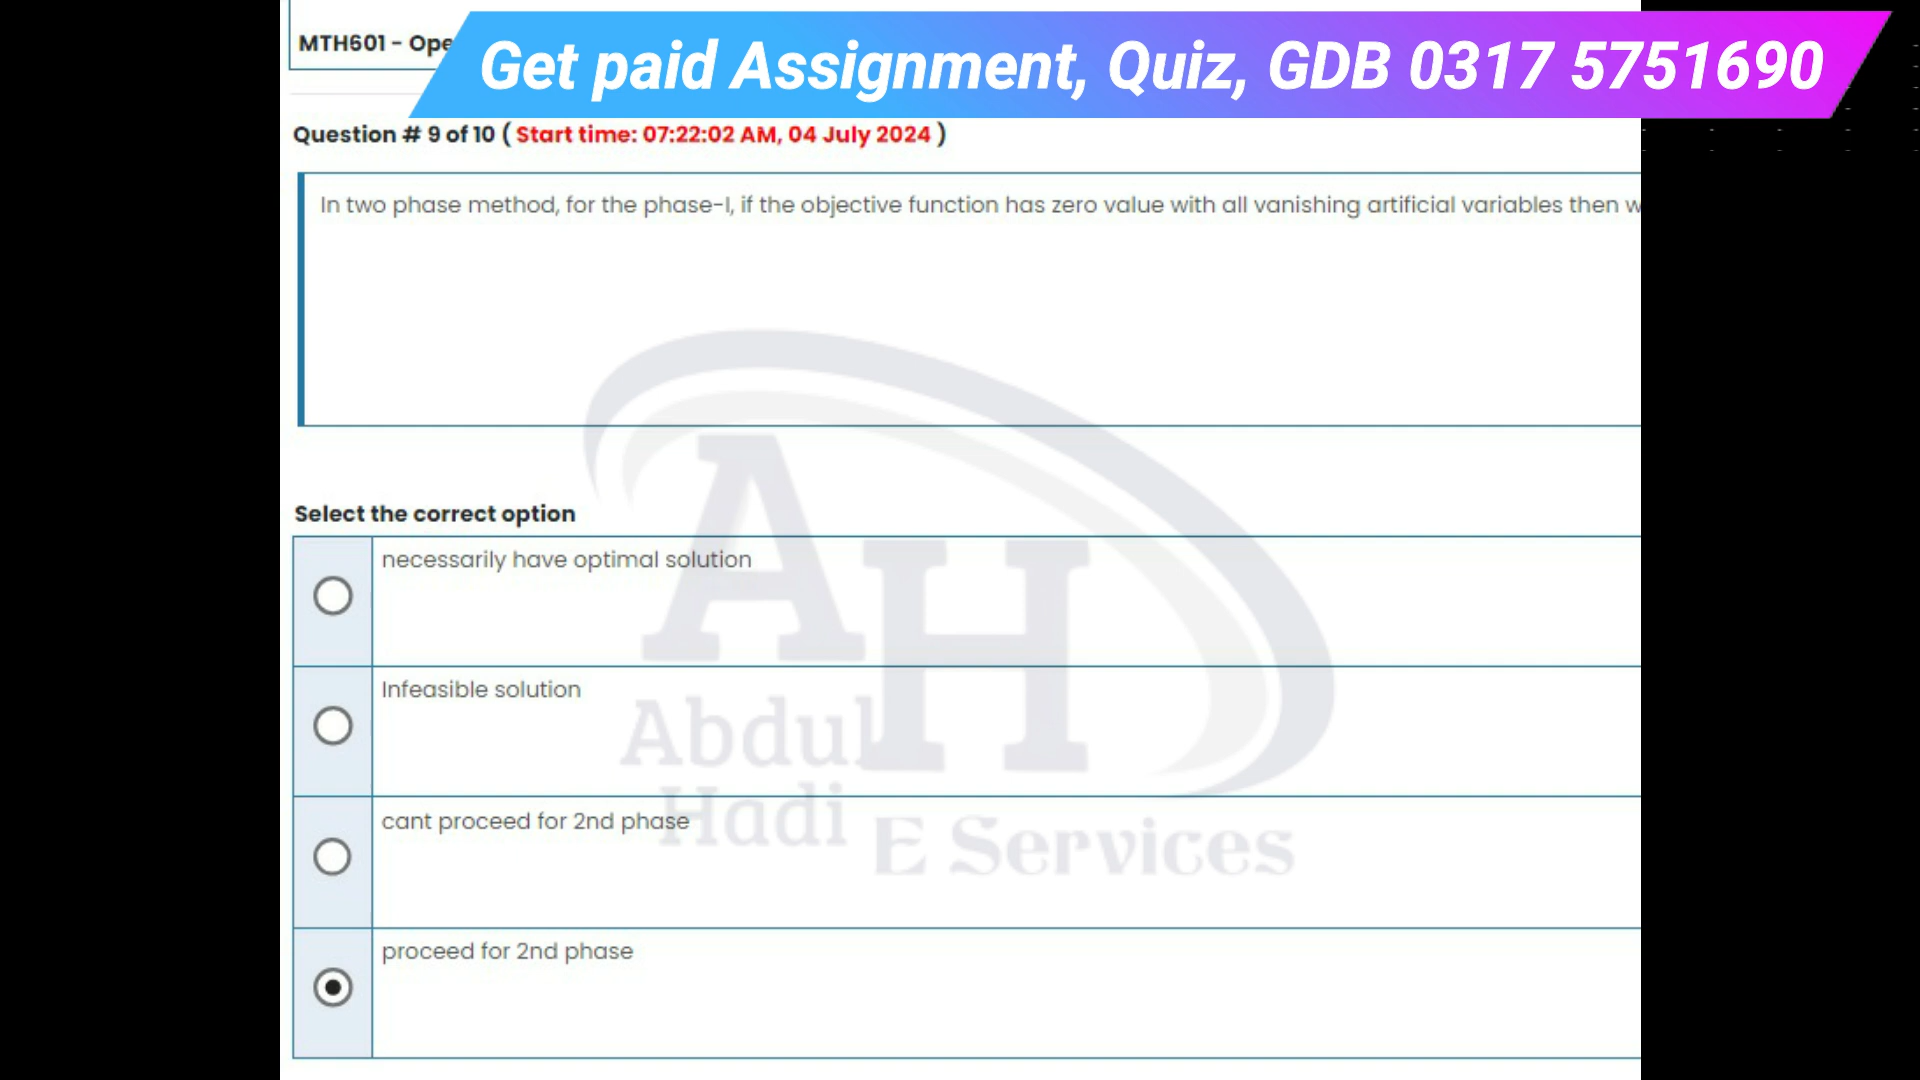 MTH601 - Ope
Get paid Assignment, Quiz, GDB 0317 5751690
Question # 9 of 10 ( Start time: 07:22:02 AM, 04 July 2024 )
In two phase method, for the phase-I, if the objective function has zero value with all vanishing artificial variables then w
Select the correct option
necessarily have optimal solution
Infeasible solution
cant proceed for 2nd phase
proceed for 2nd phase
AH
Abdul
Hadi
E Services